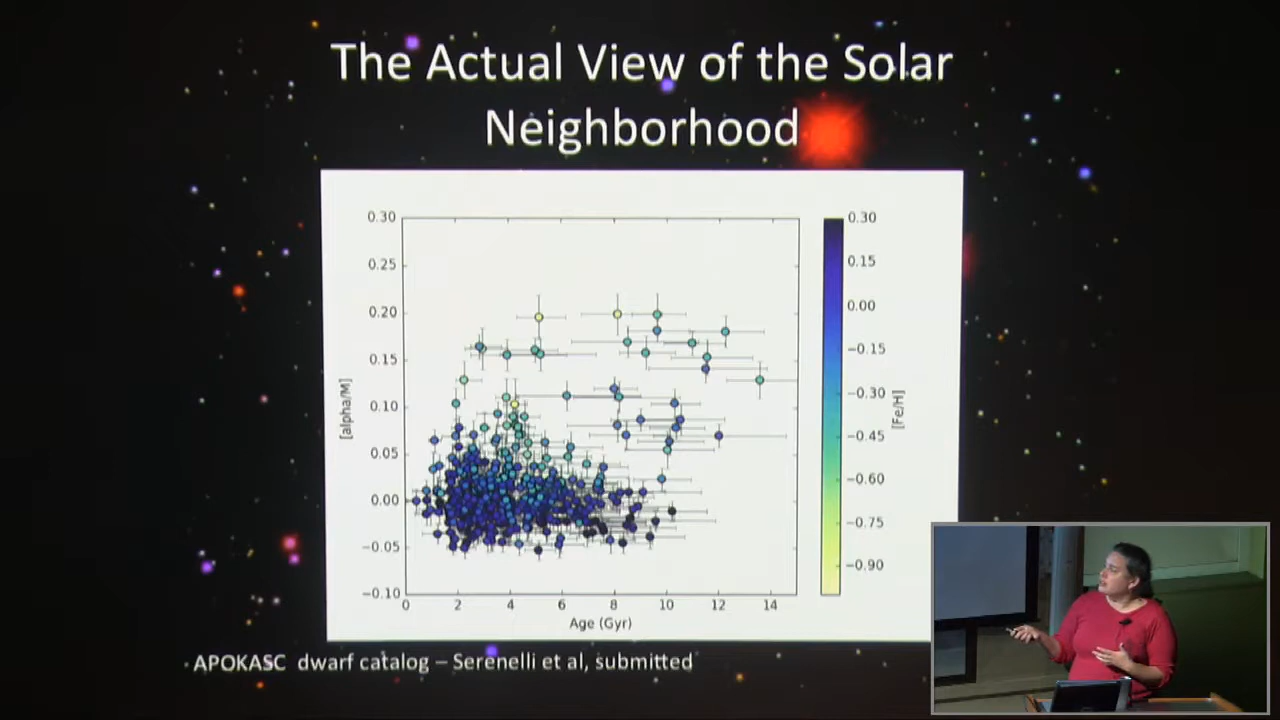 The Actual View of the Solar
Neighborhood
0.30
0.25
0.20
0.15
0.10
0.05
0.00
−0.05
−0.10
[alpha/M]
0 2 4 6 8 10 12 14
Age (Gyr)
0.30
0.15
0.00
−0.15
−0.30
−0.45
−0.60
−0.75
−0.90
[Fe/H]
APOKASC dwarf catalog – Serenelli et al, submitted